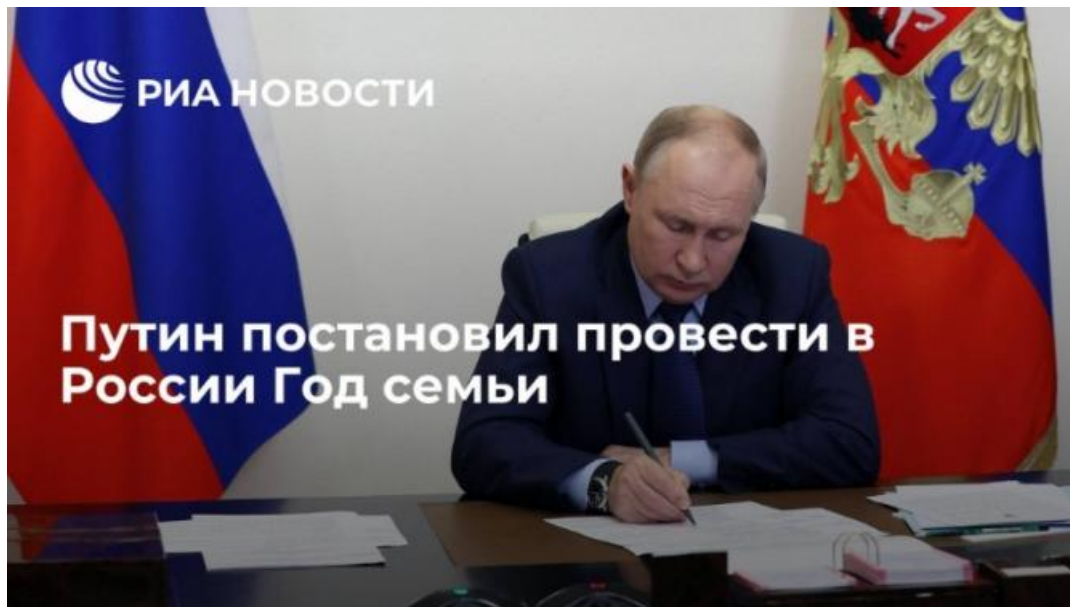 РИА НОВОСТИ
Путин постановил провести в
России Год семьи